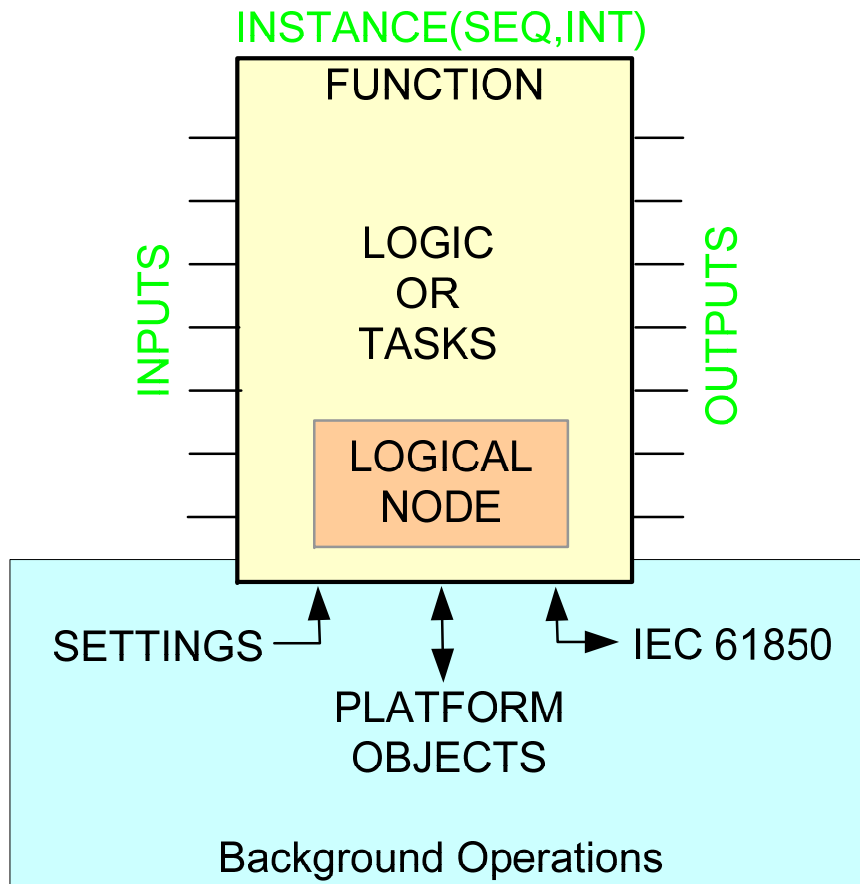 INSTANCE(SEQ,INT)
FUNCTION
LOGIC
OR
TASKS
INPUTS
OUTPUTS
LOGICAL
NODE
SETTINGS
IEC 61850
PLATFORM
OBJECTS
Background Operations